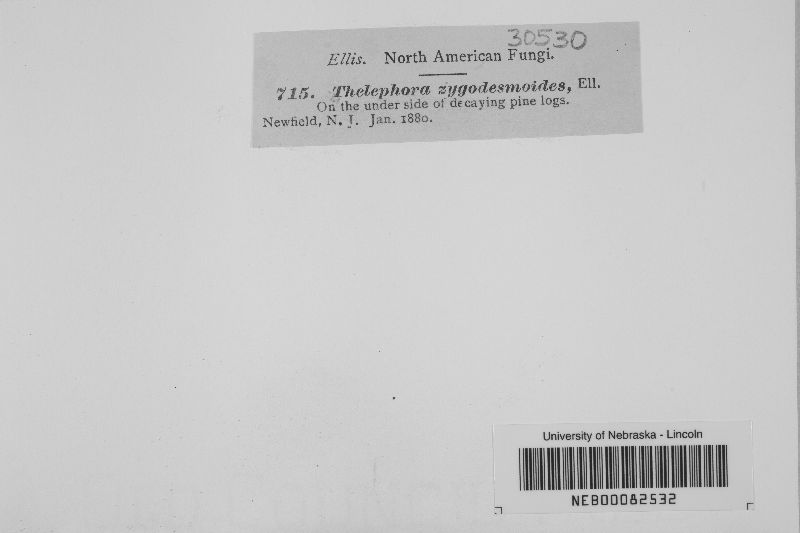 30530
Ellis. North American Fungi.
715. Thelephora zygodesmoides, Ell.
On the under side of decaying pine logs.
Newfield, N. J. Jan. 1880.
University of Nebraska - Lincoln
NEB00082532